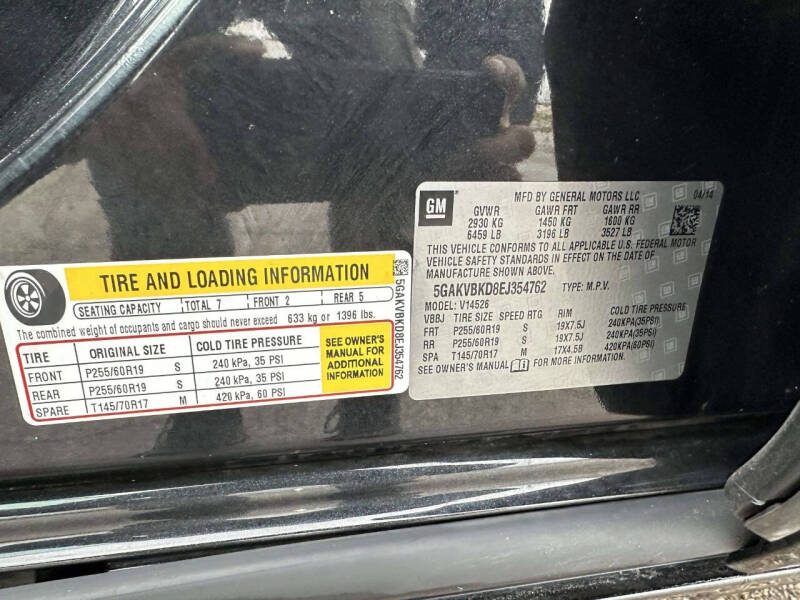 TIRE AND LOADING INFORMATION
SEATING CAPACITY TOTAL 7 FRONT 2 REAR 5
The combined weight of occupants and cargo should never exceed 633 kg or 1396 lbs.
TIRE ORIGINAL SIZE COLD TIRE PRESSURE
FRONT P255/60R19 S 240 kPa, 35 PSI
REAR P255/60R19 S 240 kPa, 35 PSI
SPARE T145/70R17 M 420 kPa, 60 PSI
SEE OWNER'S
MANUAL FOR
ADDITIONAL
INFORMATION
5GAKVBKD8EJ354762
GM
MFD BY GENERAL MOTORS LLC 04/14
GVWR GAWR FRT GAWR RR
2930 KG 1450 KG 1600 KG
6459 LB 3196 LB 3527 LB
THIS VEHICLE CONFORMS TO ALL APPLICABLE U.S. FEDERAL MOTOR
VEHICLE SAFETY STANDARDS IN EFFECT ON THE DATE OF
MANUFACTURE SHOWN ABOVE.
5GAKVBKD8EJ354762 TYPE: M.P.V.
MODEL: V14526
VBBJ TIRE SIZE SPEED RTG RIM COLD TIRE PRESSURE
FRT P255/60R19 S 19X7.5J 240KPA(35PSI)
RR P255/60R19 S 19X7.5J 240KPA(35PSI)
SPA T145/70R17 M 17X4.5B 420KPA(60PSI)
SEE OWNER'S MANUAL FOR MORE INFORMATION.